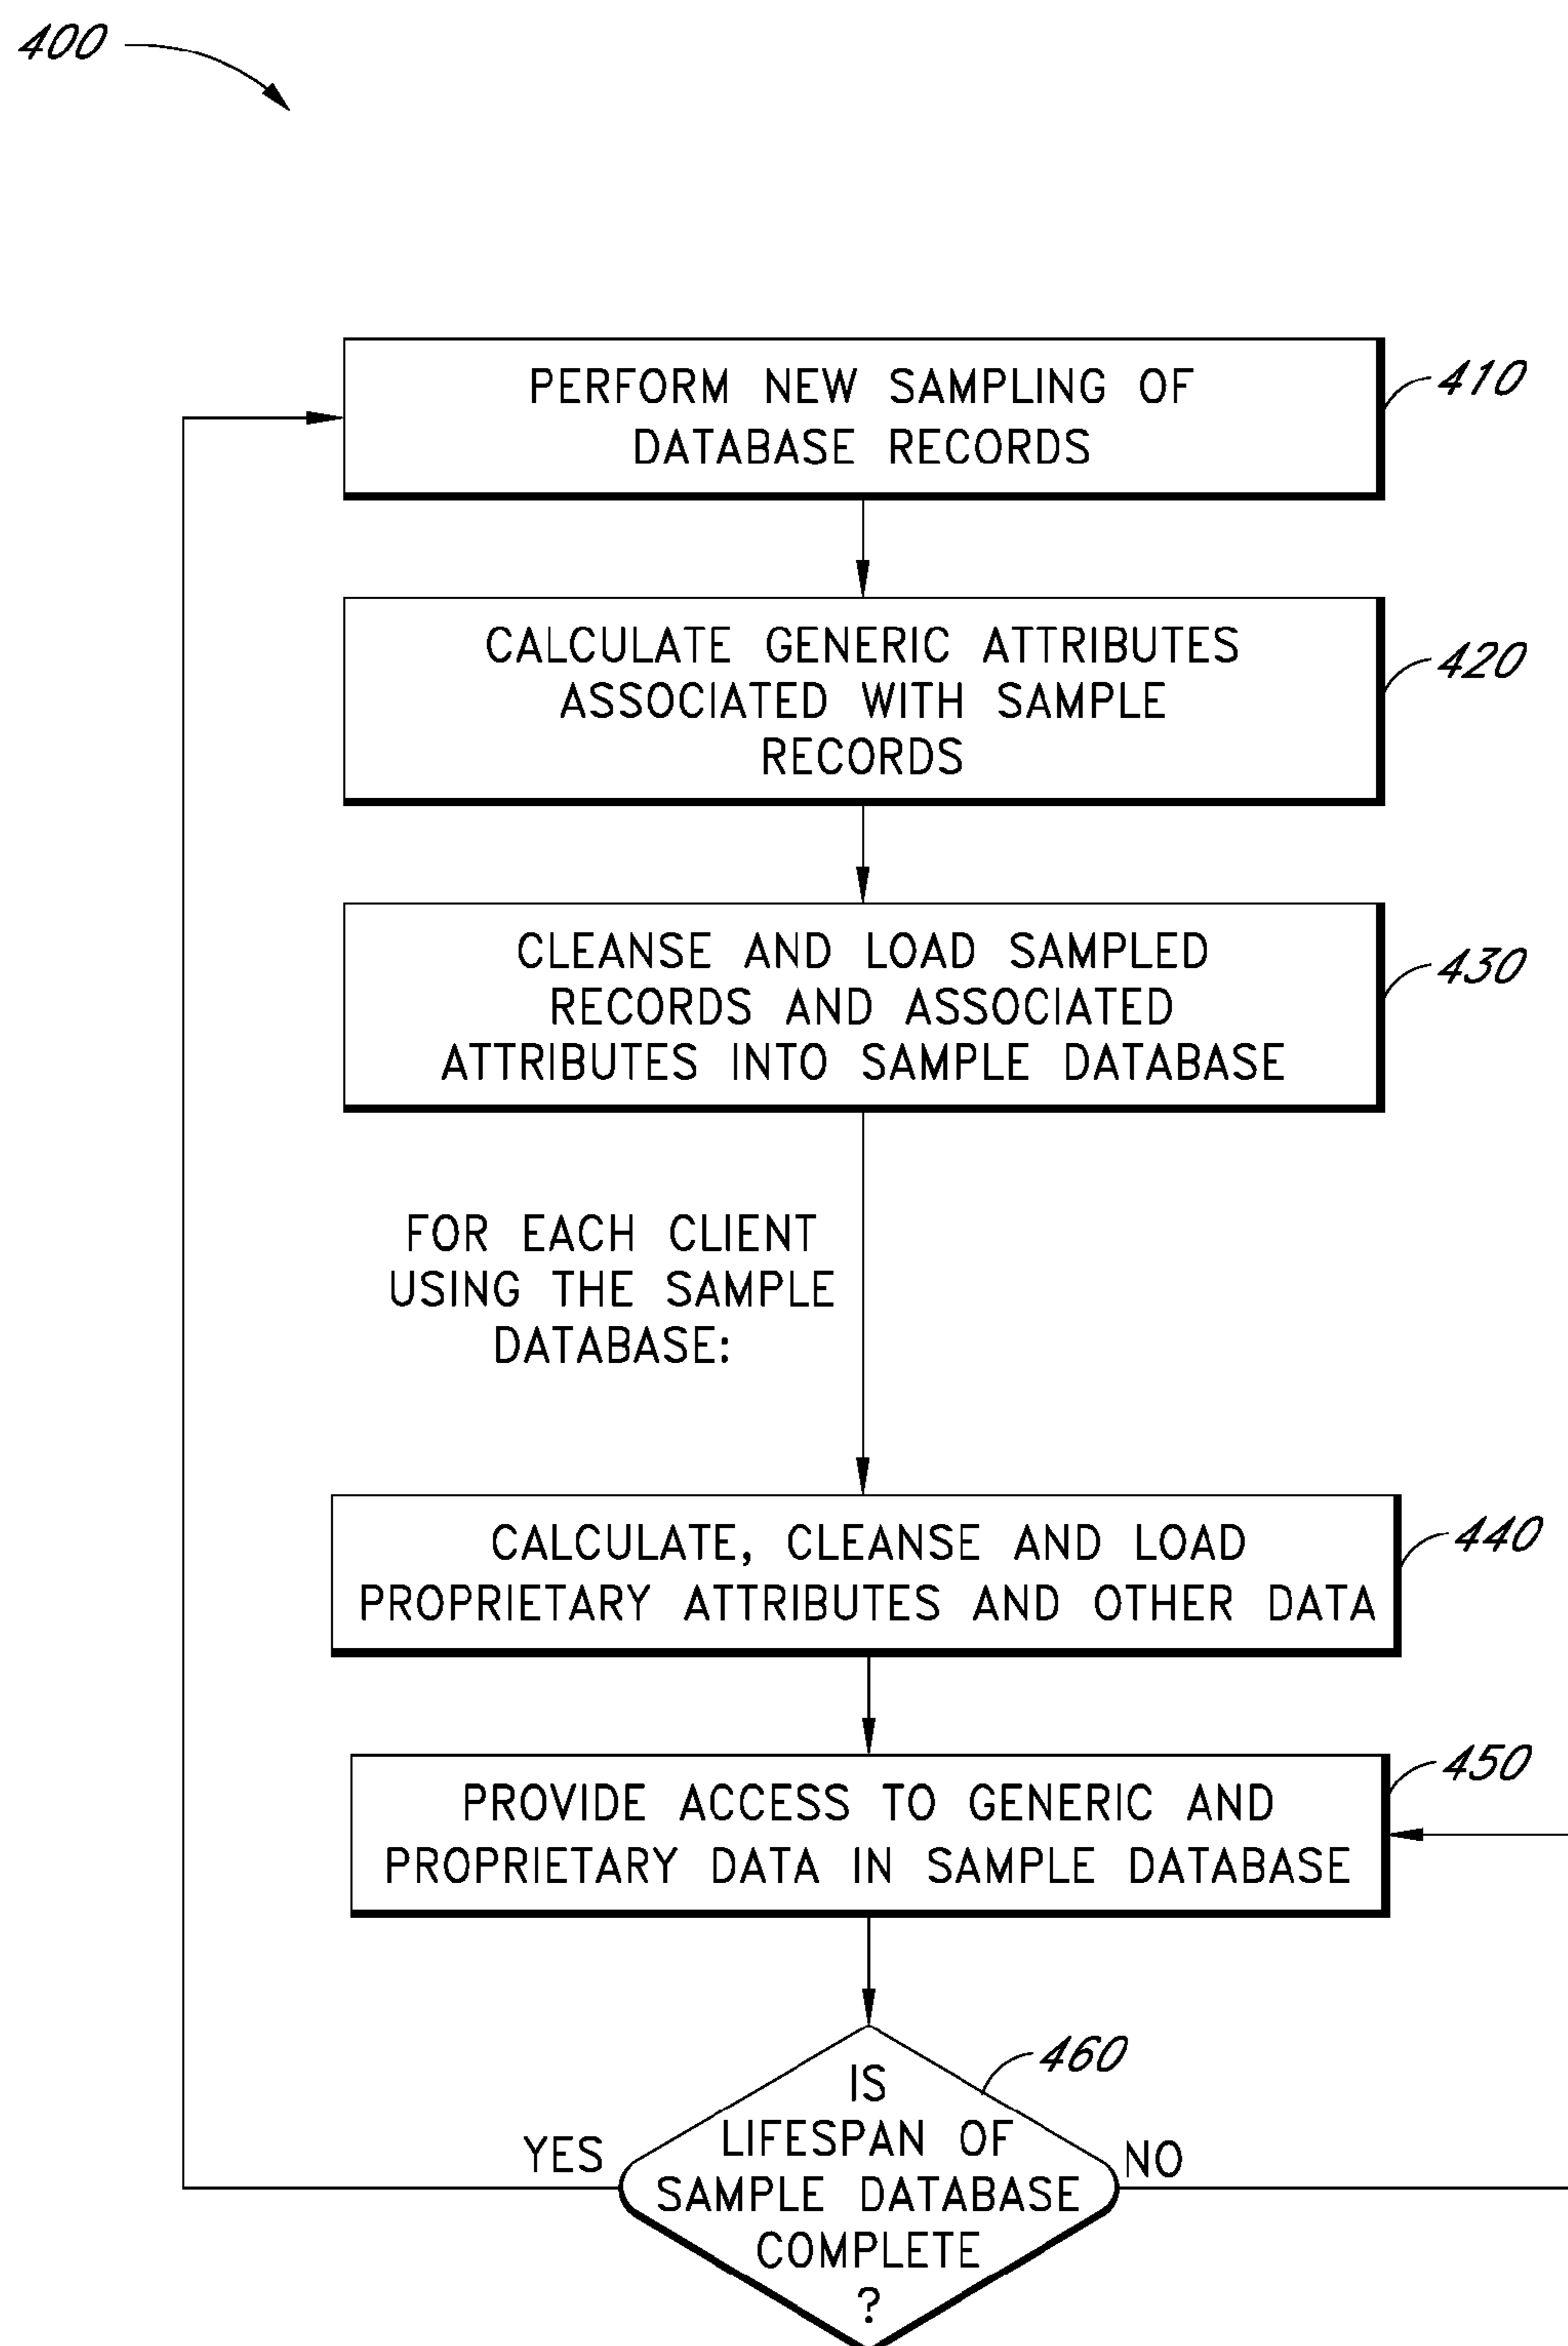 400
PERFORM NEW SAMPLING OF
DATABASE RECORDS
410
CALCULATE GENERIC ATTRIBUTES
ASSOCIATED WITH SAMPLE
RECORDS
420
CLEANSE AND LOAD SAMPLED
RECORDS AND ASSOCIATED
ATTRIBUTES INTO SAMPLE DATABASE
430
FOR EACH CLIENT
USING THE SAMPLE
DATABASE:
CALCULATE, CLEANSE AND LOAD
PROPRIETARY ATTRIBUTES AND OTHER DATA
440
PROVIDE ACCESS TO GENERIC AND
PROPRIETARY DATA IN SAMPLE DATABASE
450
IS
LIFESPAN OF
SAMPLE DATABASE
COMPLETE
?
460
YES
NO